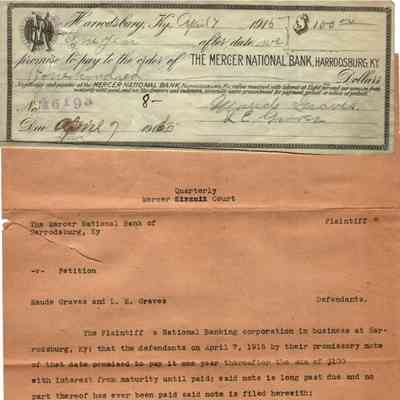 Harrodsburg, Ky. April 7 1915 $100.00
One year after date we
promise to pay to the order of THE MERCER NATIONAL BANK, HARRODSBURG KY.
One hundred Dollars
Negotiable and payable at the MERCER NATIONAL BANK,
No. 26193 8- Maude Graves
Due April 7 L E Graves
Quarterly
Mercer Circuit Court
The Mercer National Bank of Plaintiff
Harrodsburg, Ky
-v- Petition
Maude Graves and L. E. Graves Defendants.
The Plaintiff a National Banking corporation in business at Har-
rodsburg, Ky; that the defendants on April 7, 1915 by their promissory note
of that date promised to pay it one year thereafter the sum of $100
with interest from maturity until paid; said note is long past due and no
part thereof has ever been paid said note is filed herewith;